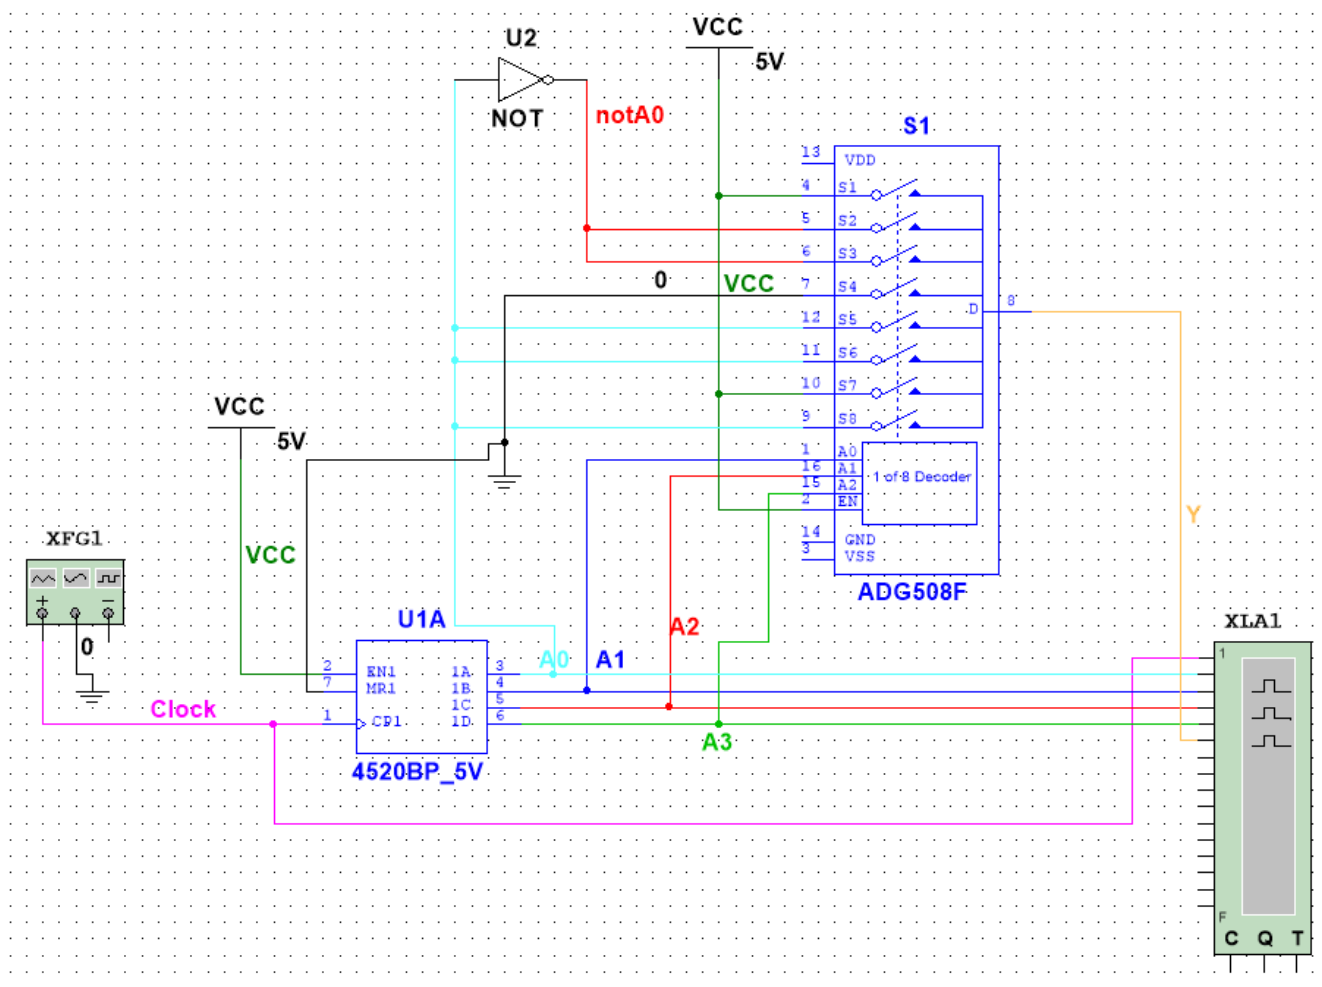 U2
NOT
notA0
VCC
5V
S1
13 VDD
4 S1
5 S2
6 S3
0 VCC 7 S4
12 S5
11 S6
10 S7
9 S8
D 8
1 A0
16 A1
15 A2
2 EN
1 of 8 Decoder
14 GND
3 VSS
ADG508F
VCC
5V
VCC
XFG1
+ −
0
Clock
U1A
2 EN1 1A 3
7 MR1 1B 4
1C 5
1 CP1 1D 6
4520BP_5V
A0
A1
A2
A3
Y
XLA1
1
F
C Q T